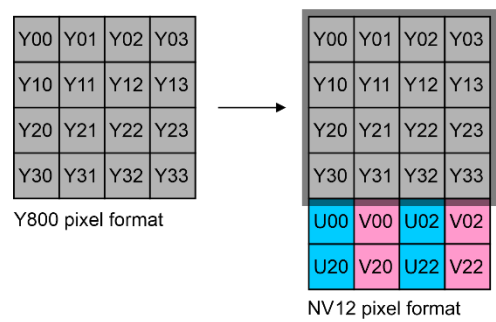 Y00 Y01 Y02 Y03
Y10 Y11 Y12 Y13
Y20 Y21 Y22 Y23
Y30 Y31 Y32 Y33
Y800 pixel format
Y00 Y01 Y02 Y03
Y10 Y11 Y12 Y13
Y20 Y21 Y22 Y23
Y30 Y31 Y32 Y33
U00 V00 U02 V02
U20 V20 U22 V22
NV12 pixel format